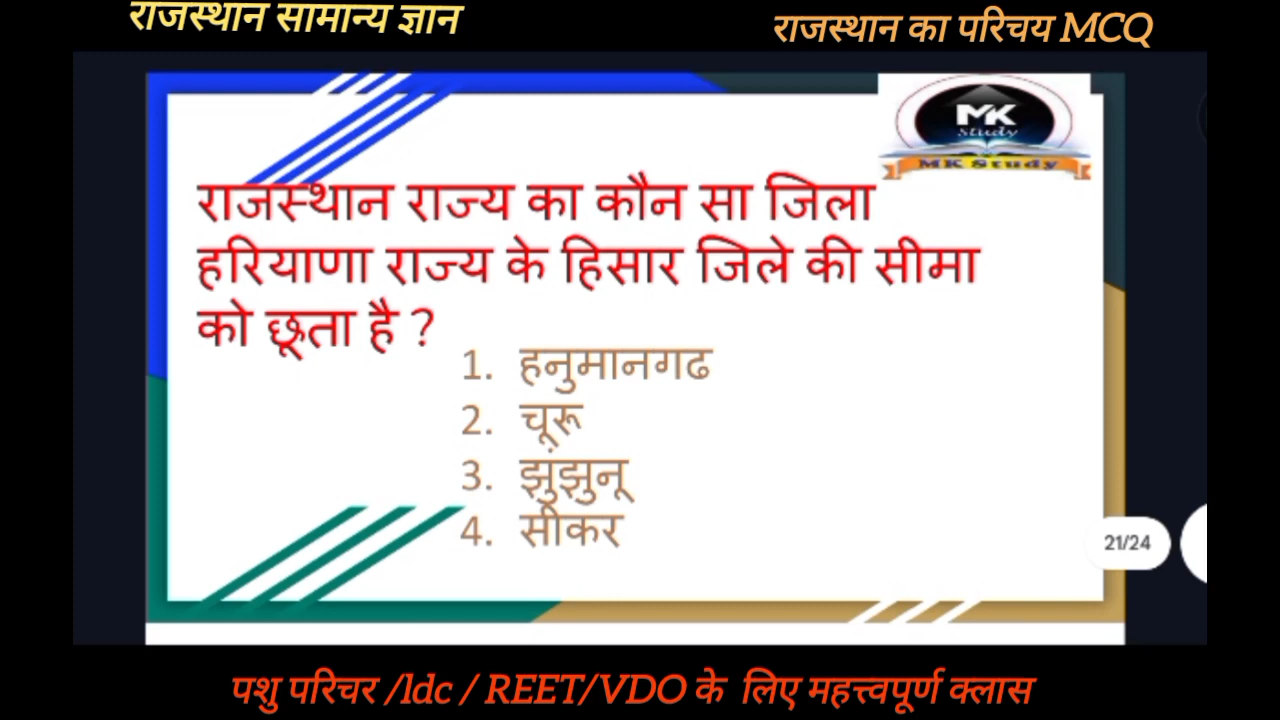 राजस्थान सामान्य ज्ञान
राजस्थान का परिचय MCQ
MK
Study
MK Study
राजस्थान राज्य का कौन सा जिला
हरियाणा राज्य के हिसार जिले की सीमा
को छूता है ?
1. हनुमानगढ
2. चूरू
3. झुंझुनू
4. सीकर
21/24
पशु परिचर /ldc / REET/VDO के लिए महत्त्वपूर्ण क्लास